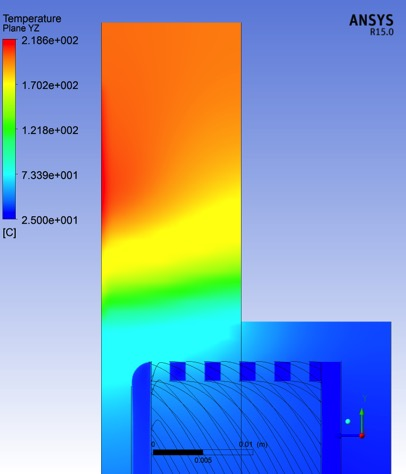 Temperature
Plane YZ
2.186e+002
1.702e+002
1.218e+002
7.339e+001
2.500e+001
[C]
ANSYS
R15.0
0 0.01 (m)
0.005